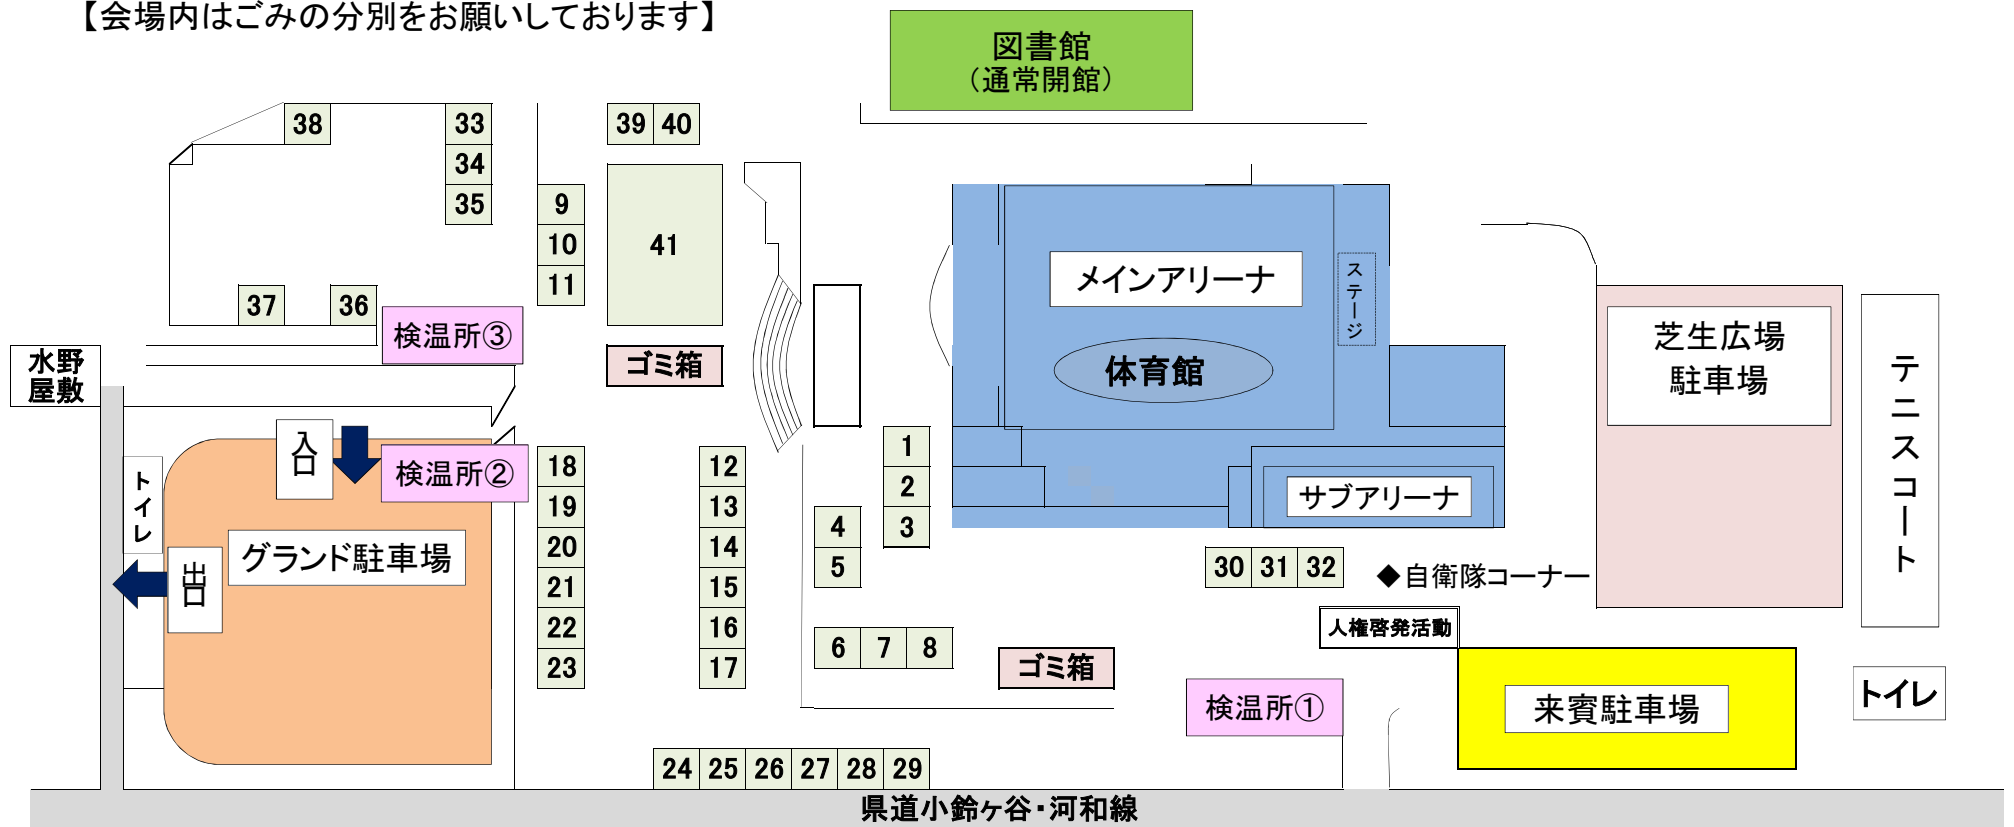 【会場内はごみの分別をお願いしております】
図書館
（通常開館）
38
33
39 40
34
35
9
10
11
41
メインアリーナ
ステージ
体育館
37
36
検温所③
水野
屋敷
ゴミ箱
芝生広場
駐車場
テニスコート
入口
検温所②
トイレ
出口
グランド駐車場
18
19
20
21
22
23
12
13
14
15
16
17
1
2
3
4
5
6 7 8
サブアリーナ
30 31 32
◆自衛隊コーナー
人権啓発活動
ゴミ箱
検温所①
来賓駐車場
トイレ
24 25 26 27 28 29
県道小鈴ヶ谷・河和線